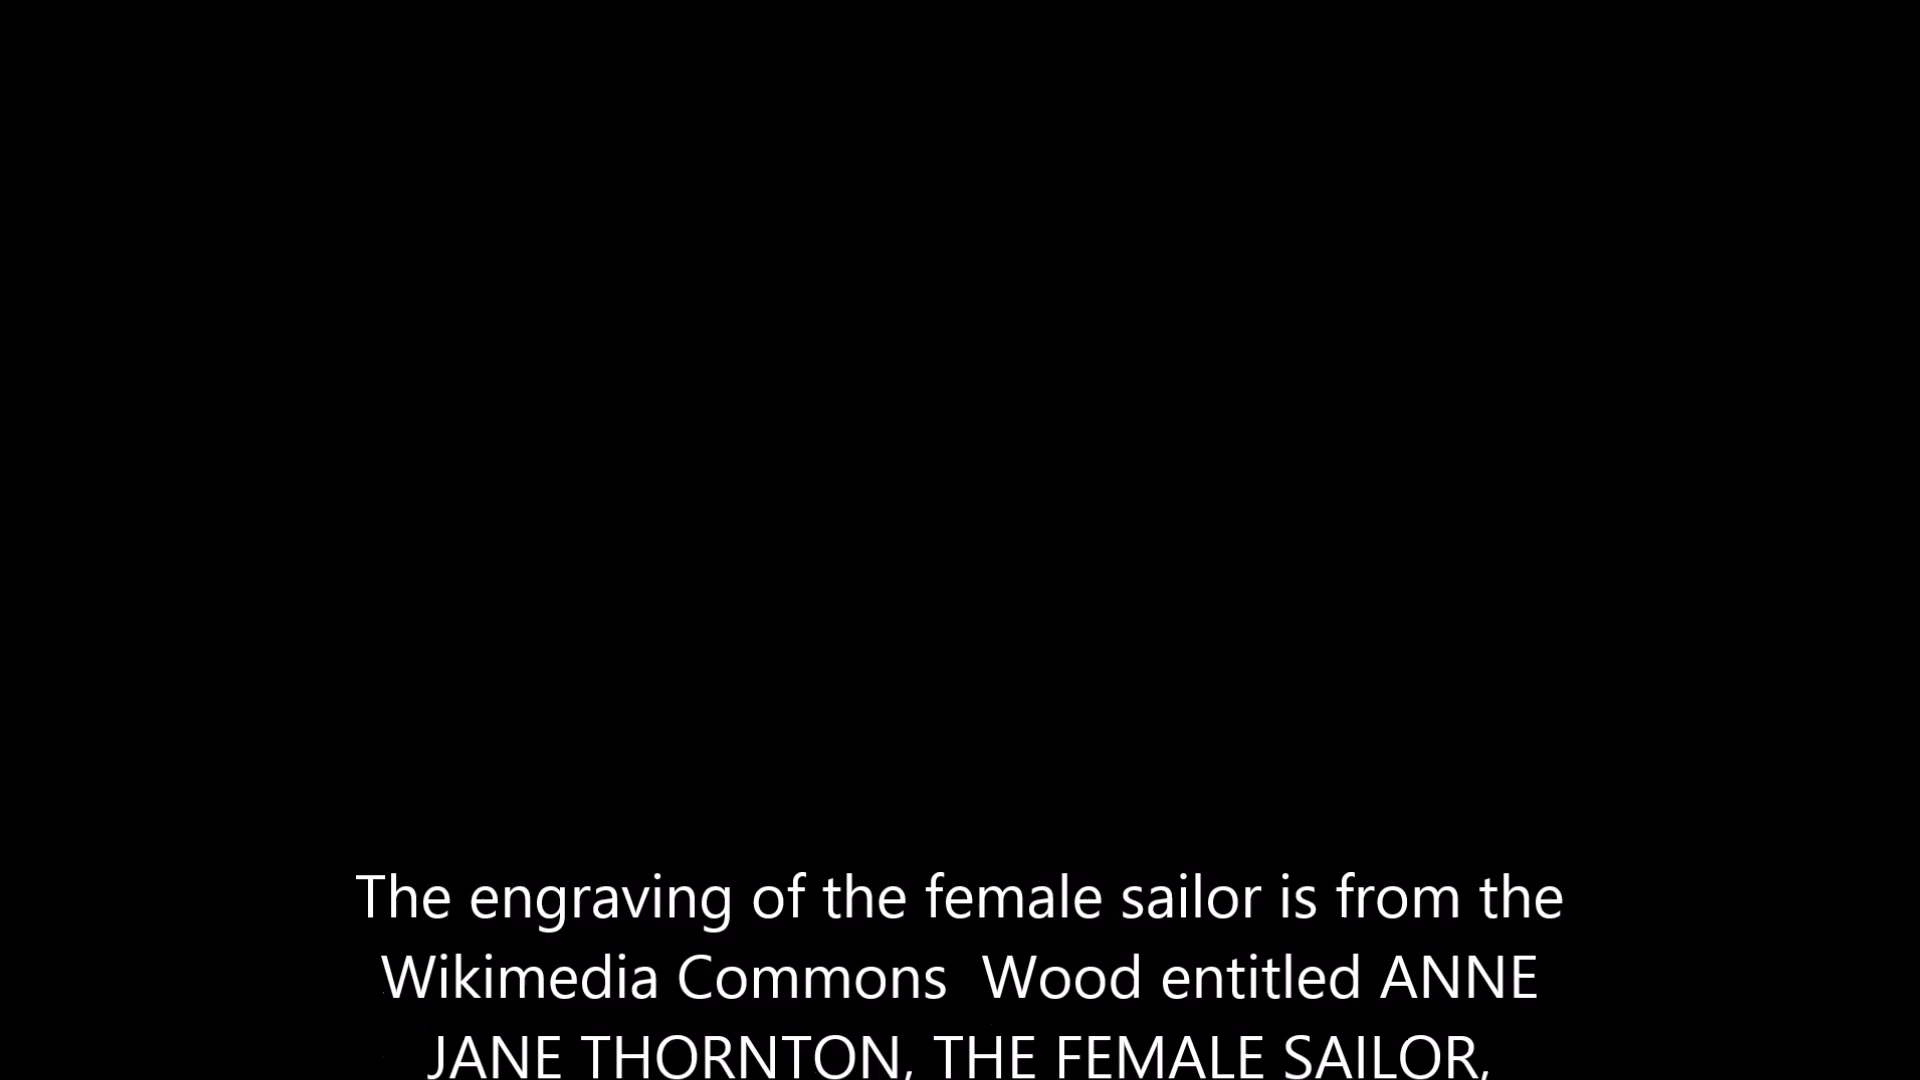 The engraving of the female sailor is from the
Wikimedia Commons  Wood entitled ANNE
JANE THORNTON, THE FEMALE SAILOR,